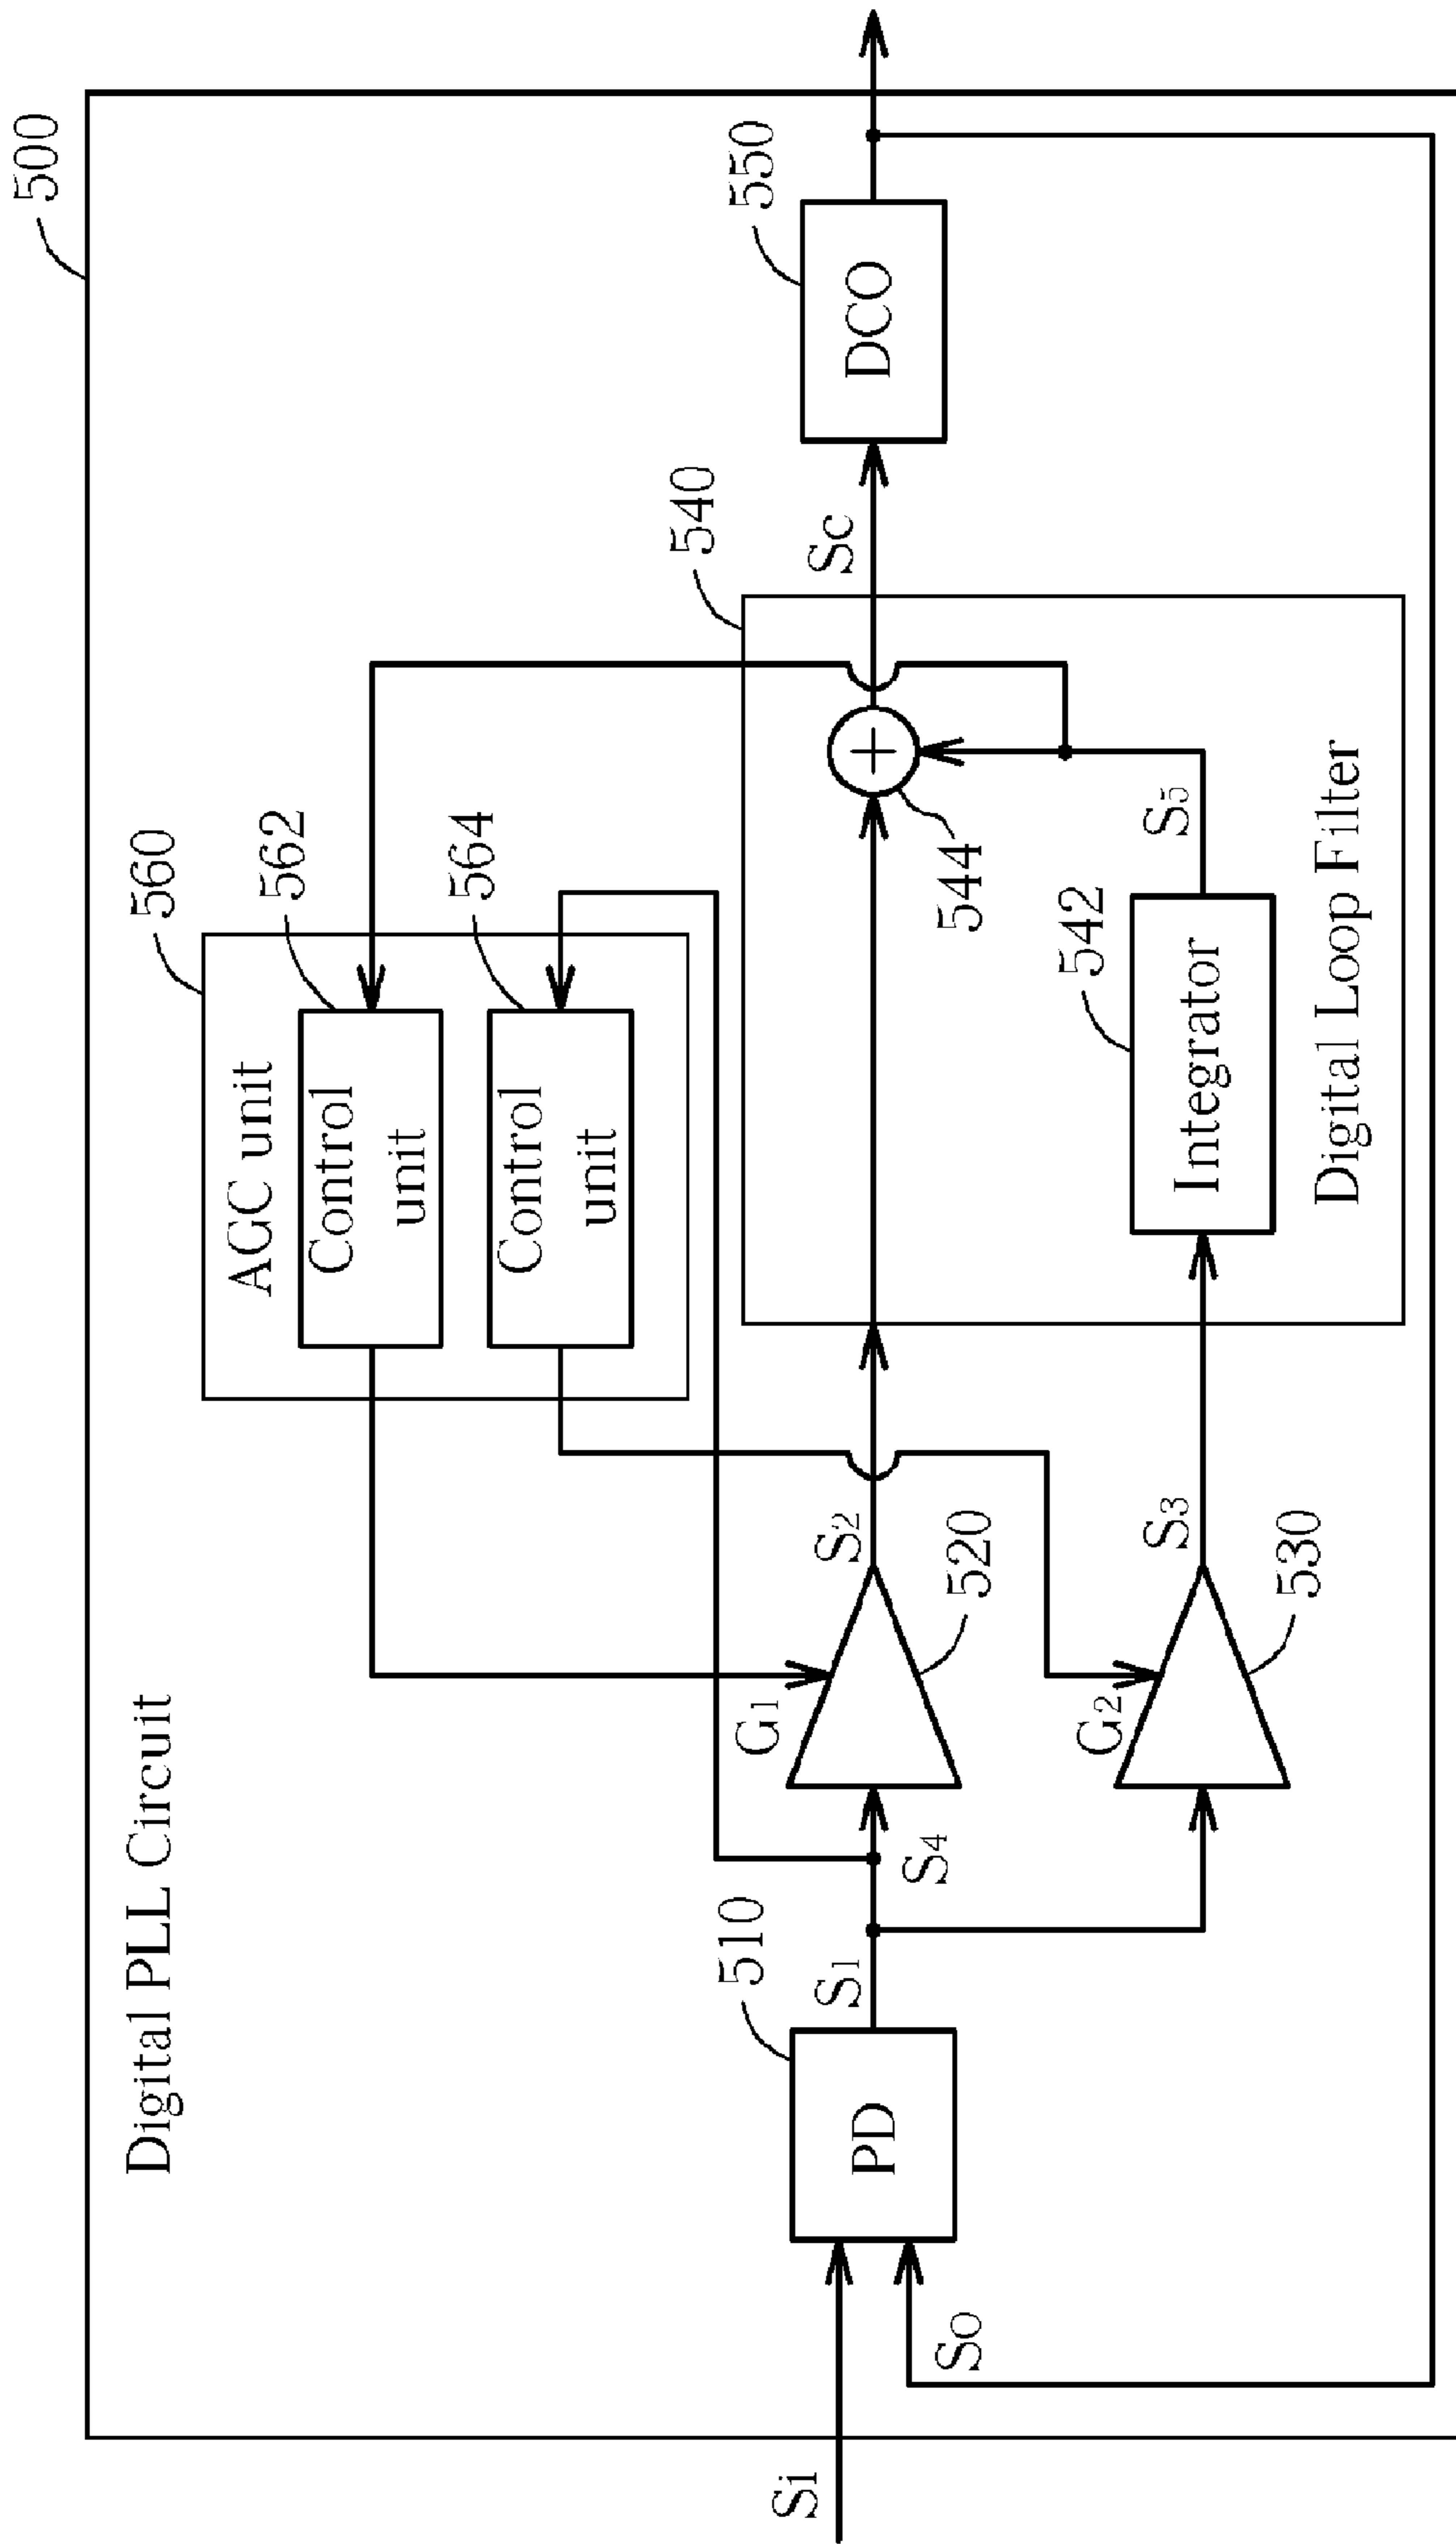 500
Digital PLL Circuit
560
AGC unit
562
Control
unit
564
Control
unit
Si
So
510
PD
S1
S4
G1
S2
520
G2
S3
530
540
544
542
Integrator
S5
Digital Loop Filter
Sc
550
DCO